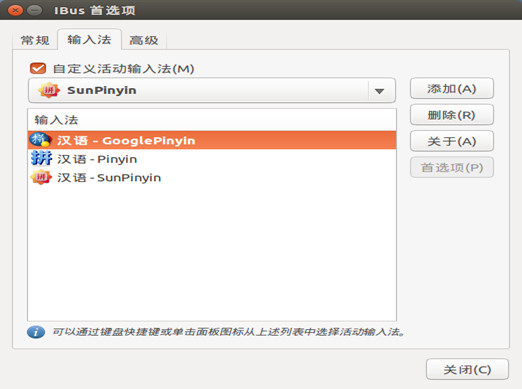 IBus 首选项
常规 输入法 高级
自定义活动输入法(M)
SunPinyin
添加(A)
输入法
删除(R)
汉语 - GooglePinyin
关于(A)
汉语 - Pinyin
首选项(P)
汉语 - SunPinyin
可以通过键盘快捷键或单击面板图标从上述列表中选择活动输入法。
关闭(C)